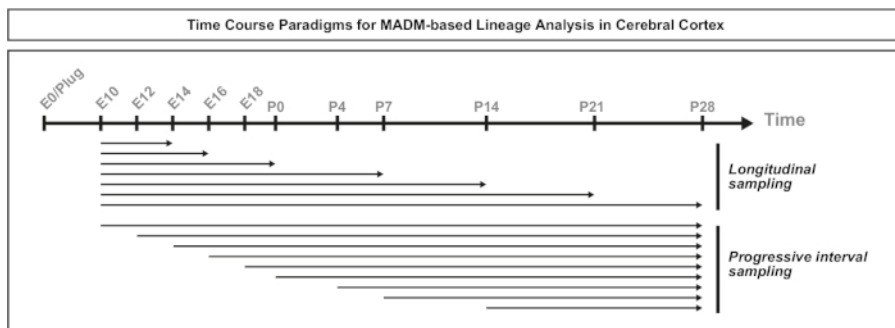 Time Course Paradigms for MADM-based Lineage Analysis in Cerebral Cortex
E0/Plug E10 E12 E14 E16 E18 P0 P4 P7 P14 P21 P28
Time
Longitudinal
sampling
Progressive interval
sampling